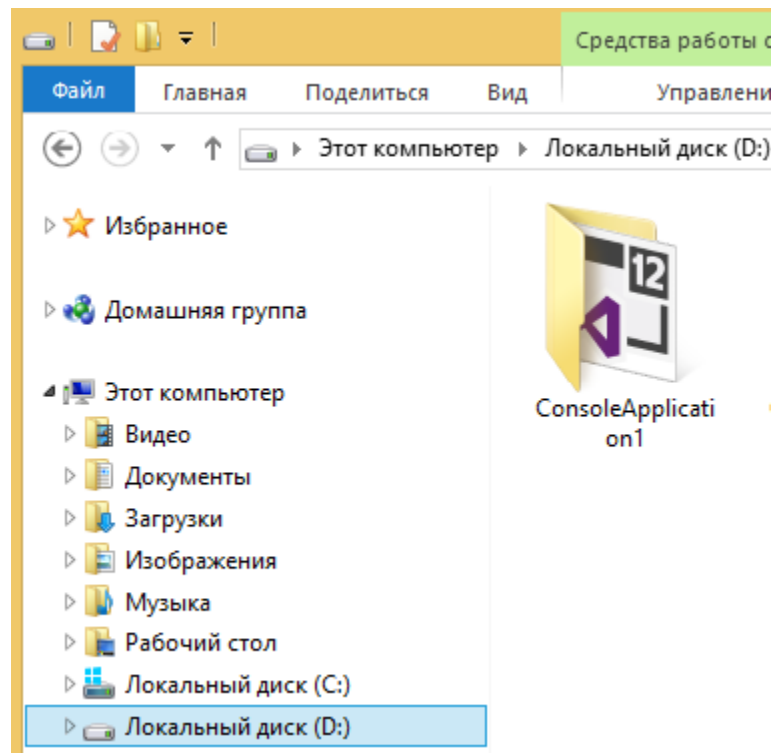 Средства работы с
Файл Главная Поделиться Вид Управлени
Этот компьютер Локальный диск (D:)
Избранное
12
Домашняя группа
ConsoleApplicati
on1
Этот компьютер
Видео
Документы
Загрузки
Изображения
Музыка
Рабочий стол
Локальный диск (C:)
Локальный диск (D:)